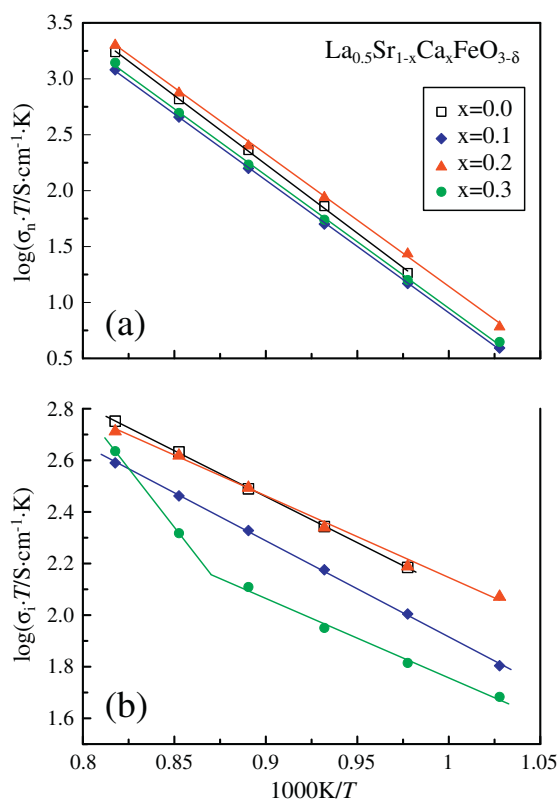 (a)
La0.5Sr1-xCaxFeO3-δ
x=0.0
x=0.1
x=0.2
x=0.3
log(σn·T/S·cm-1·K)
3.5
3.0
2.5
2.0
1.5
1.0
0.5
(b)
log(σi·T/S·cm-1·K)
2.8
2.6
2.4
2.2
2.0
1.8
1.6
0.8
0.85
0.9
0.95
1
1.05
1000K/T